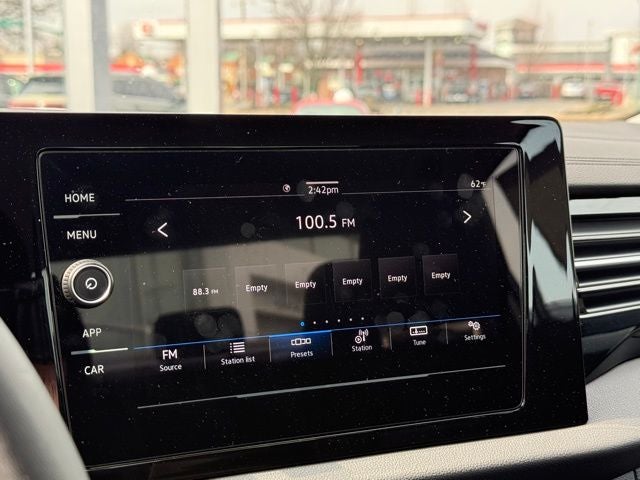 HOME
2:42pm
62°F
MENU
100.5 FM
88.3 FM
Empty
Empty
Empty
Empty
Empty
APP
CAR
FM
Source
Station list
Presets
Station
Tune
Settings